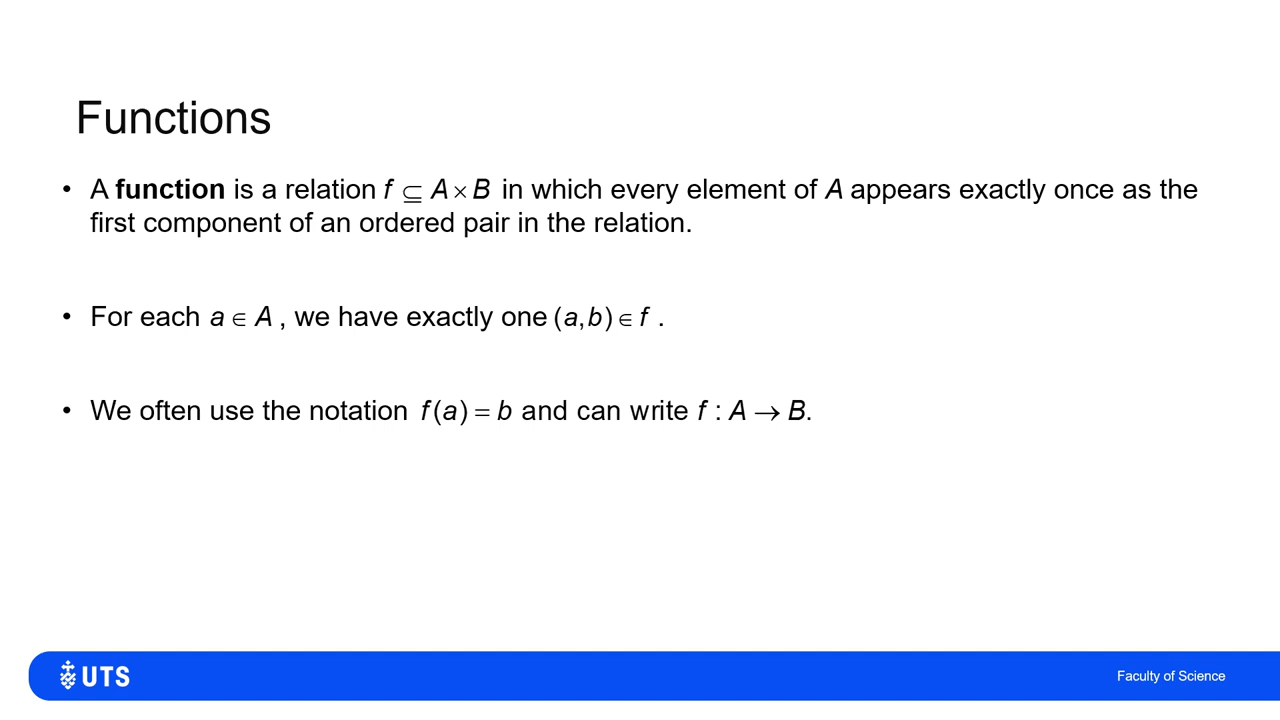 Functions
• A function is a relation f ⊆ A × B in which every element of A appears exactly once as the
first component of an ordered pair in the relation.
• For each a ∈ A , we have exactly one (a,b) ∈ f .
• We often use the notation f(a) = b and can write f : A → B.
UTS
Faculty of Science